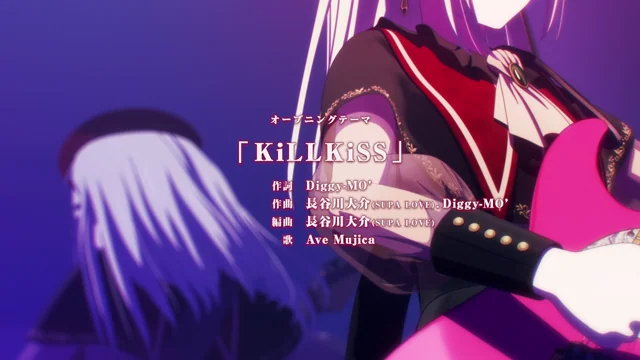 オープニングテーマ
「KiLLKiSS」
作詞 Diggy-MO'
作曲 長谷川大介(SUPA LOVE), Diggy-MO'
編曲 長谷川大介(SUPA LOVE)
歌 Ave Mujica